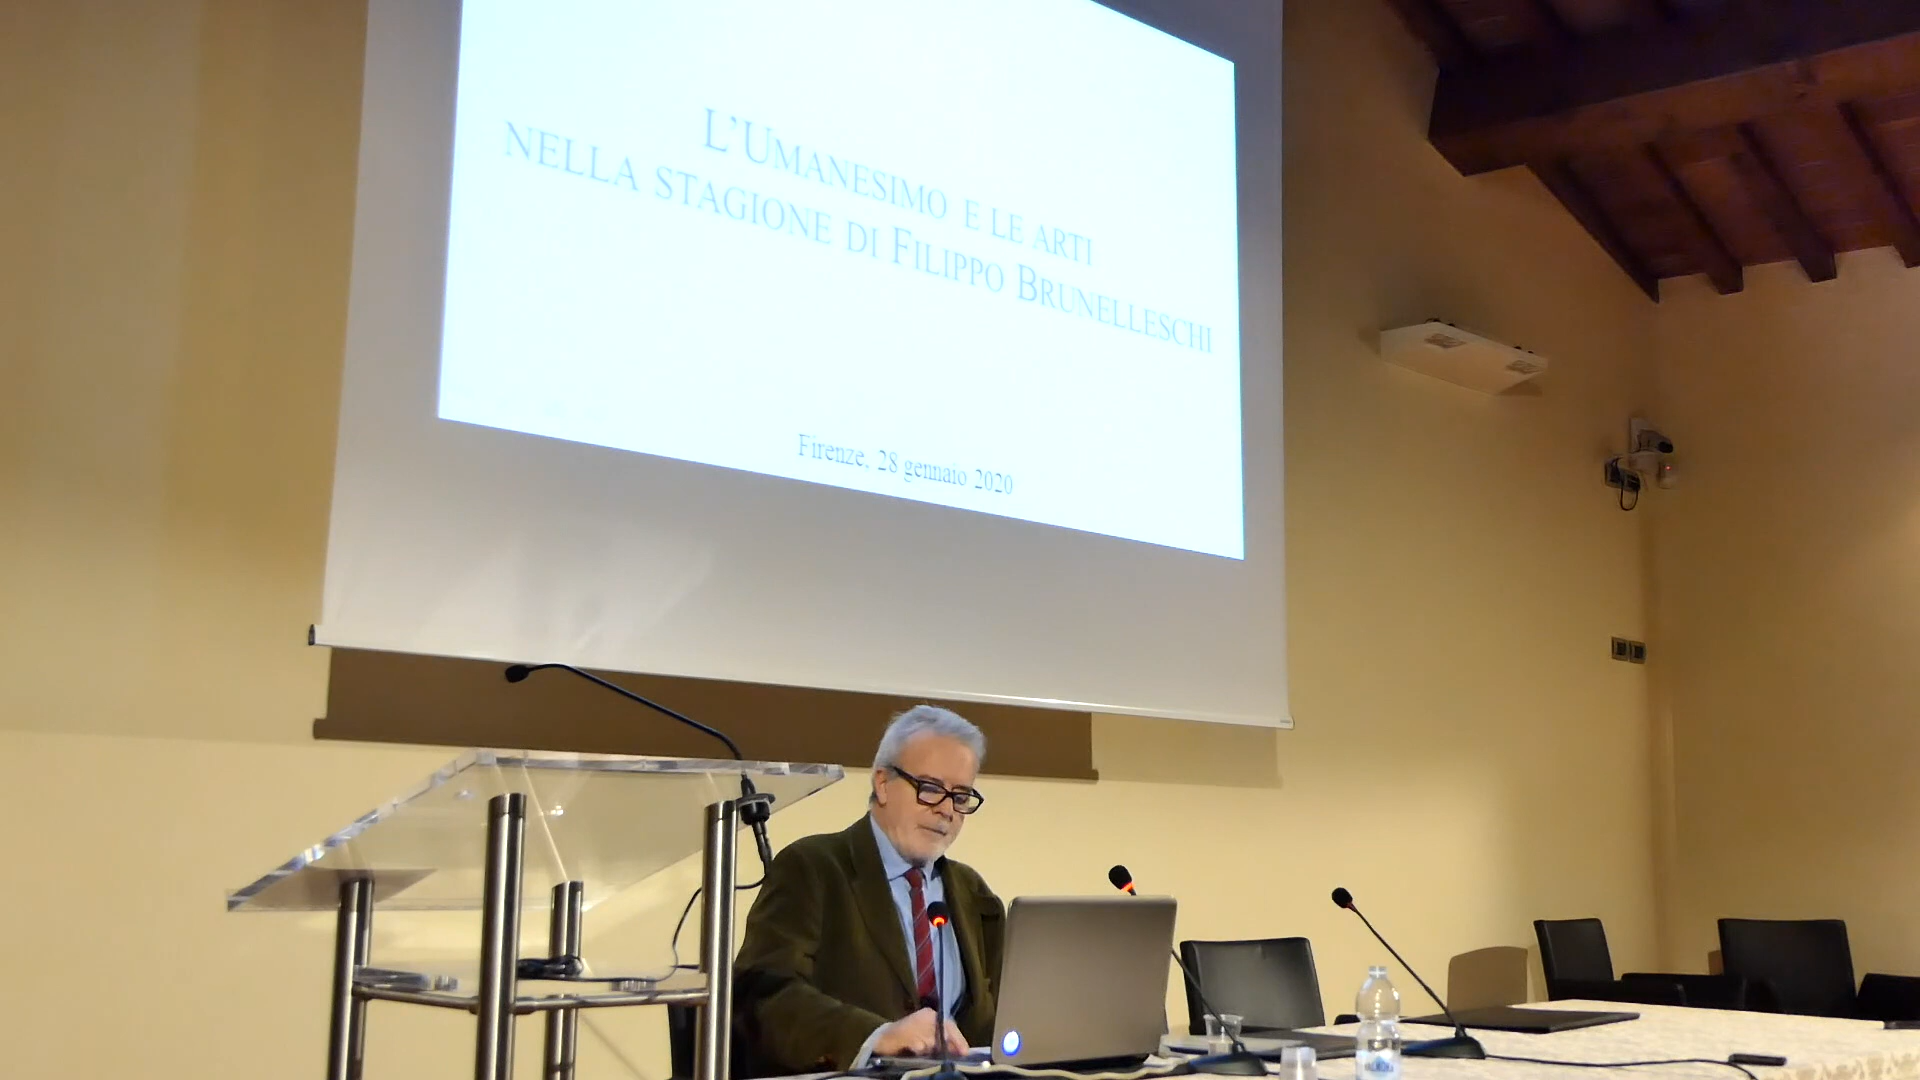 L'UMANESIMO E LE ARTI
NELLA STAGIONE DI FILIPPO BRUNELLESCHI
Firenze, 28 gennaio 2020